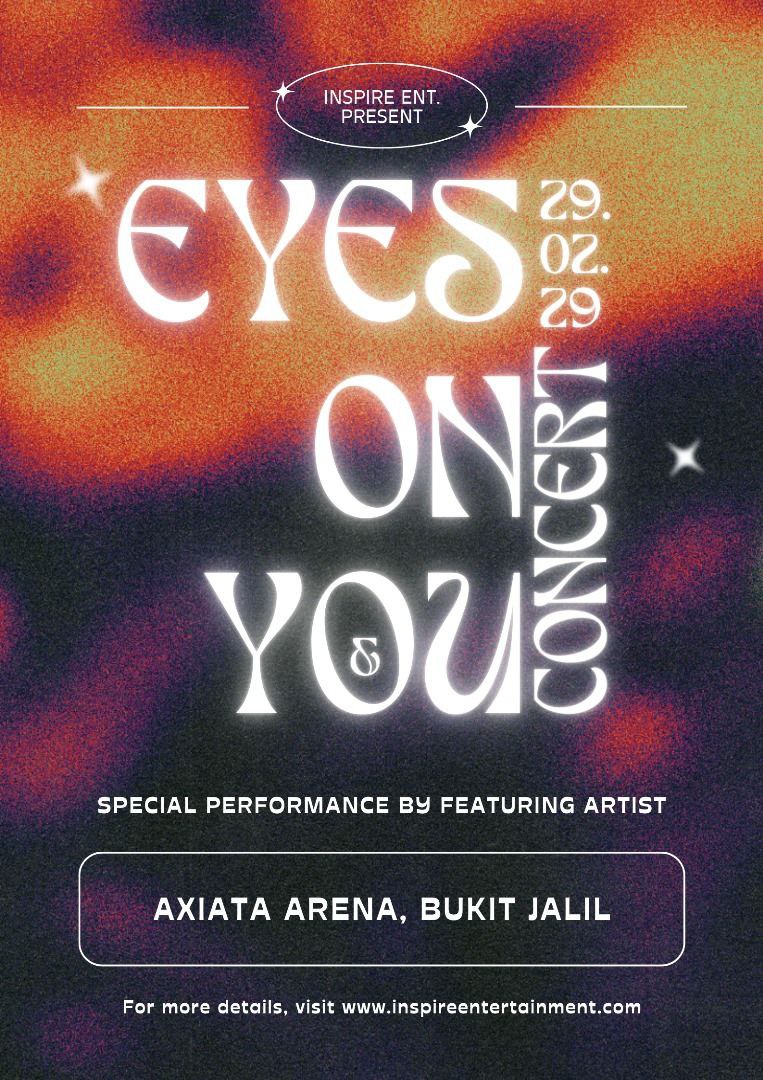 INSPIRE ENT.
PRESENT
EYES
29.
02.
29
ON
CONCERT
YOU
&
SPECIAL PERFORMANCE BY FEATURING ARTIST
AXIATA ARENA, BUKIT JALIL
For more details, visit www.inspireentertainment.com